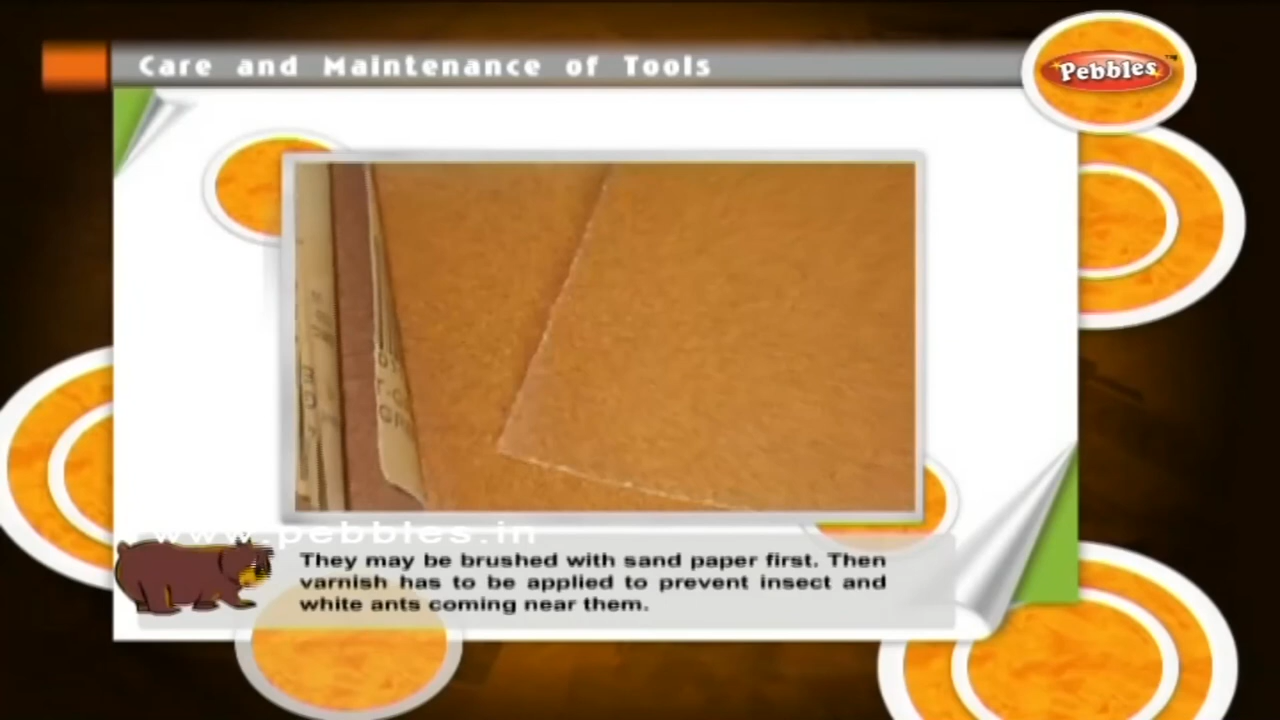 Care and Maintenance of Tools
Pebbles
TM
www.pebbles.in
They may be brushed with sand paper first. Then
varnish has to be applied to prevent insect and
white ants coming near them.